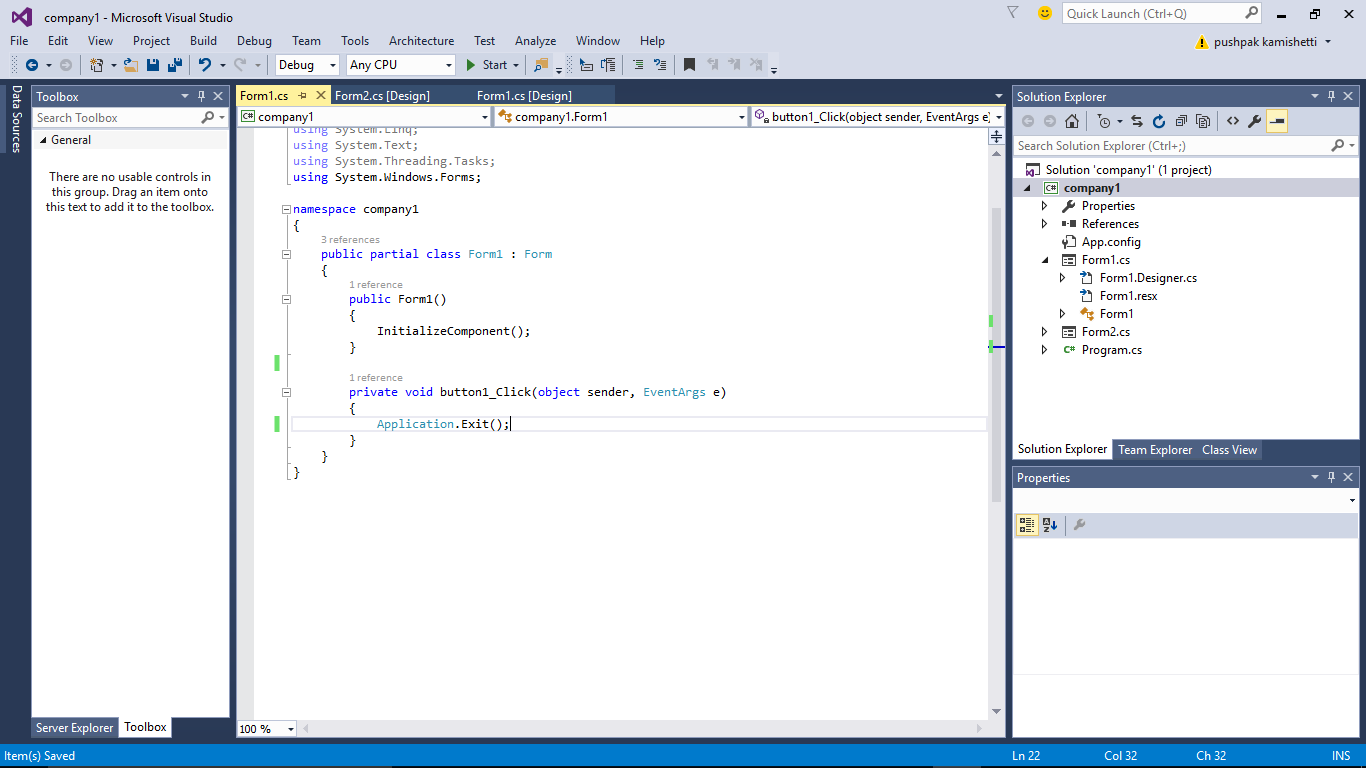 company1 - Microsoft Visual Studio
Quick Launch (Ctrl+Q)
File Edit View Project Build Debug Team Tools Architecture Test Analyze Window Help
pushpak kamishetti
Debug Any CPU Start
Data Sources
Toolbox
Search Toolbox
General
There are no usable controls in
this group. Drag an item onto
this text to add it to the toolbox.
Server Explorer Toolbox
Form1.cs Form2.cs [Design] Form1.cs [Design]
C# company1 company1.Form1 button1_Click(object sender, EventArgs e)
using System.Linq;
using System.Text;
using System.Threading.Tasks;
using System.Windows.Forms;
namespace company1
{
3 references
public partial class Form1 : Form
{
1 reference
public Form1()
{
InitializeComponent();
}
1 reference
private void button1_Click(object sender, EventArgs e)
{
Application.Exit();
}
}
}
100 %
Solution Explorer
Search Solution Explorer (Ctrl+;)
Solution 'company1' (1 project)
C# company1
Properties
References
App.config
Form1.cs
Form1.Designer.cs
Form1.resx
Form1
Form2.cs
C# Program.cs
Solution Explorer Team Explorer Class View
Properties
Item(s) Saved Ln 22 Col 32 Ch 32 INS